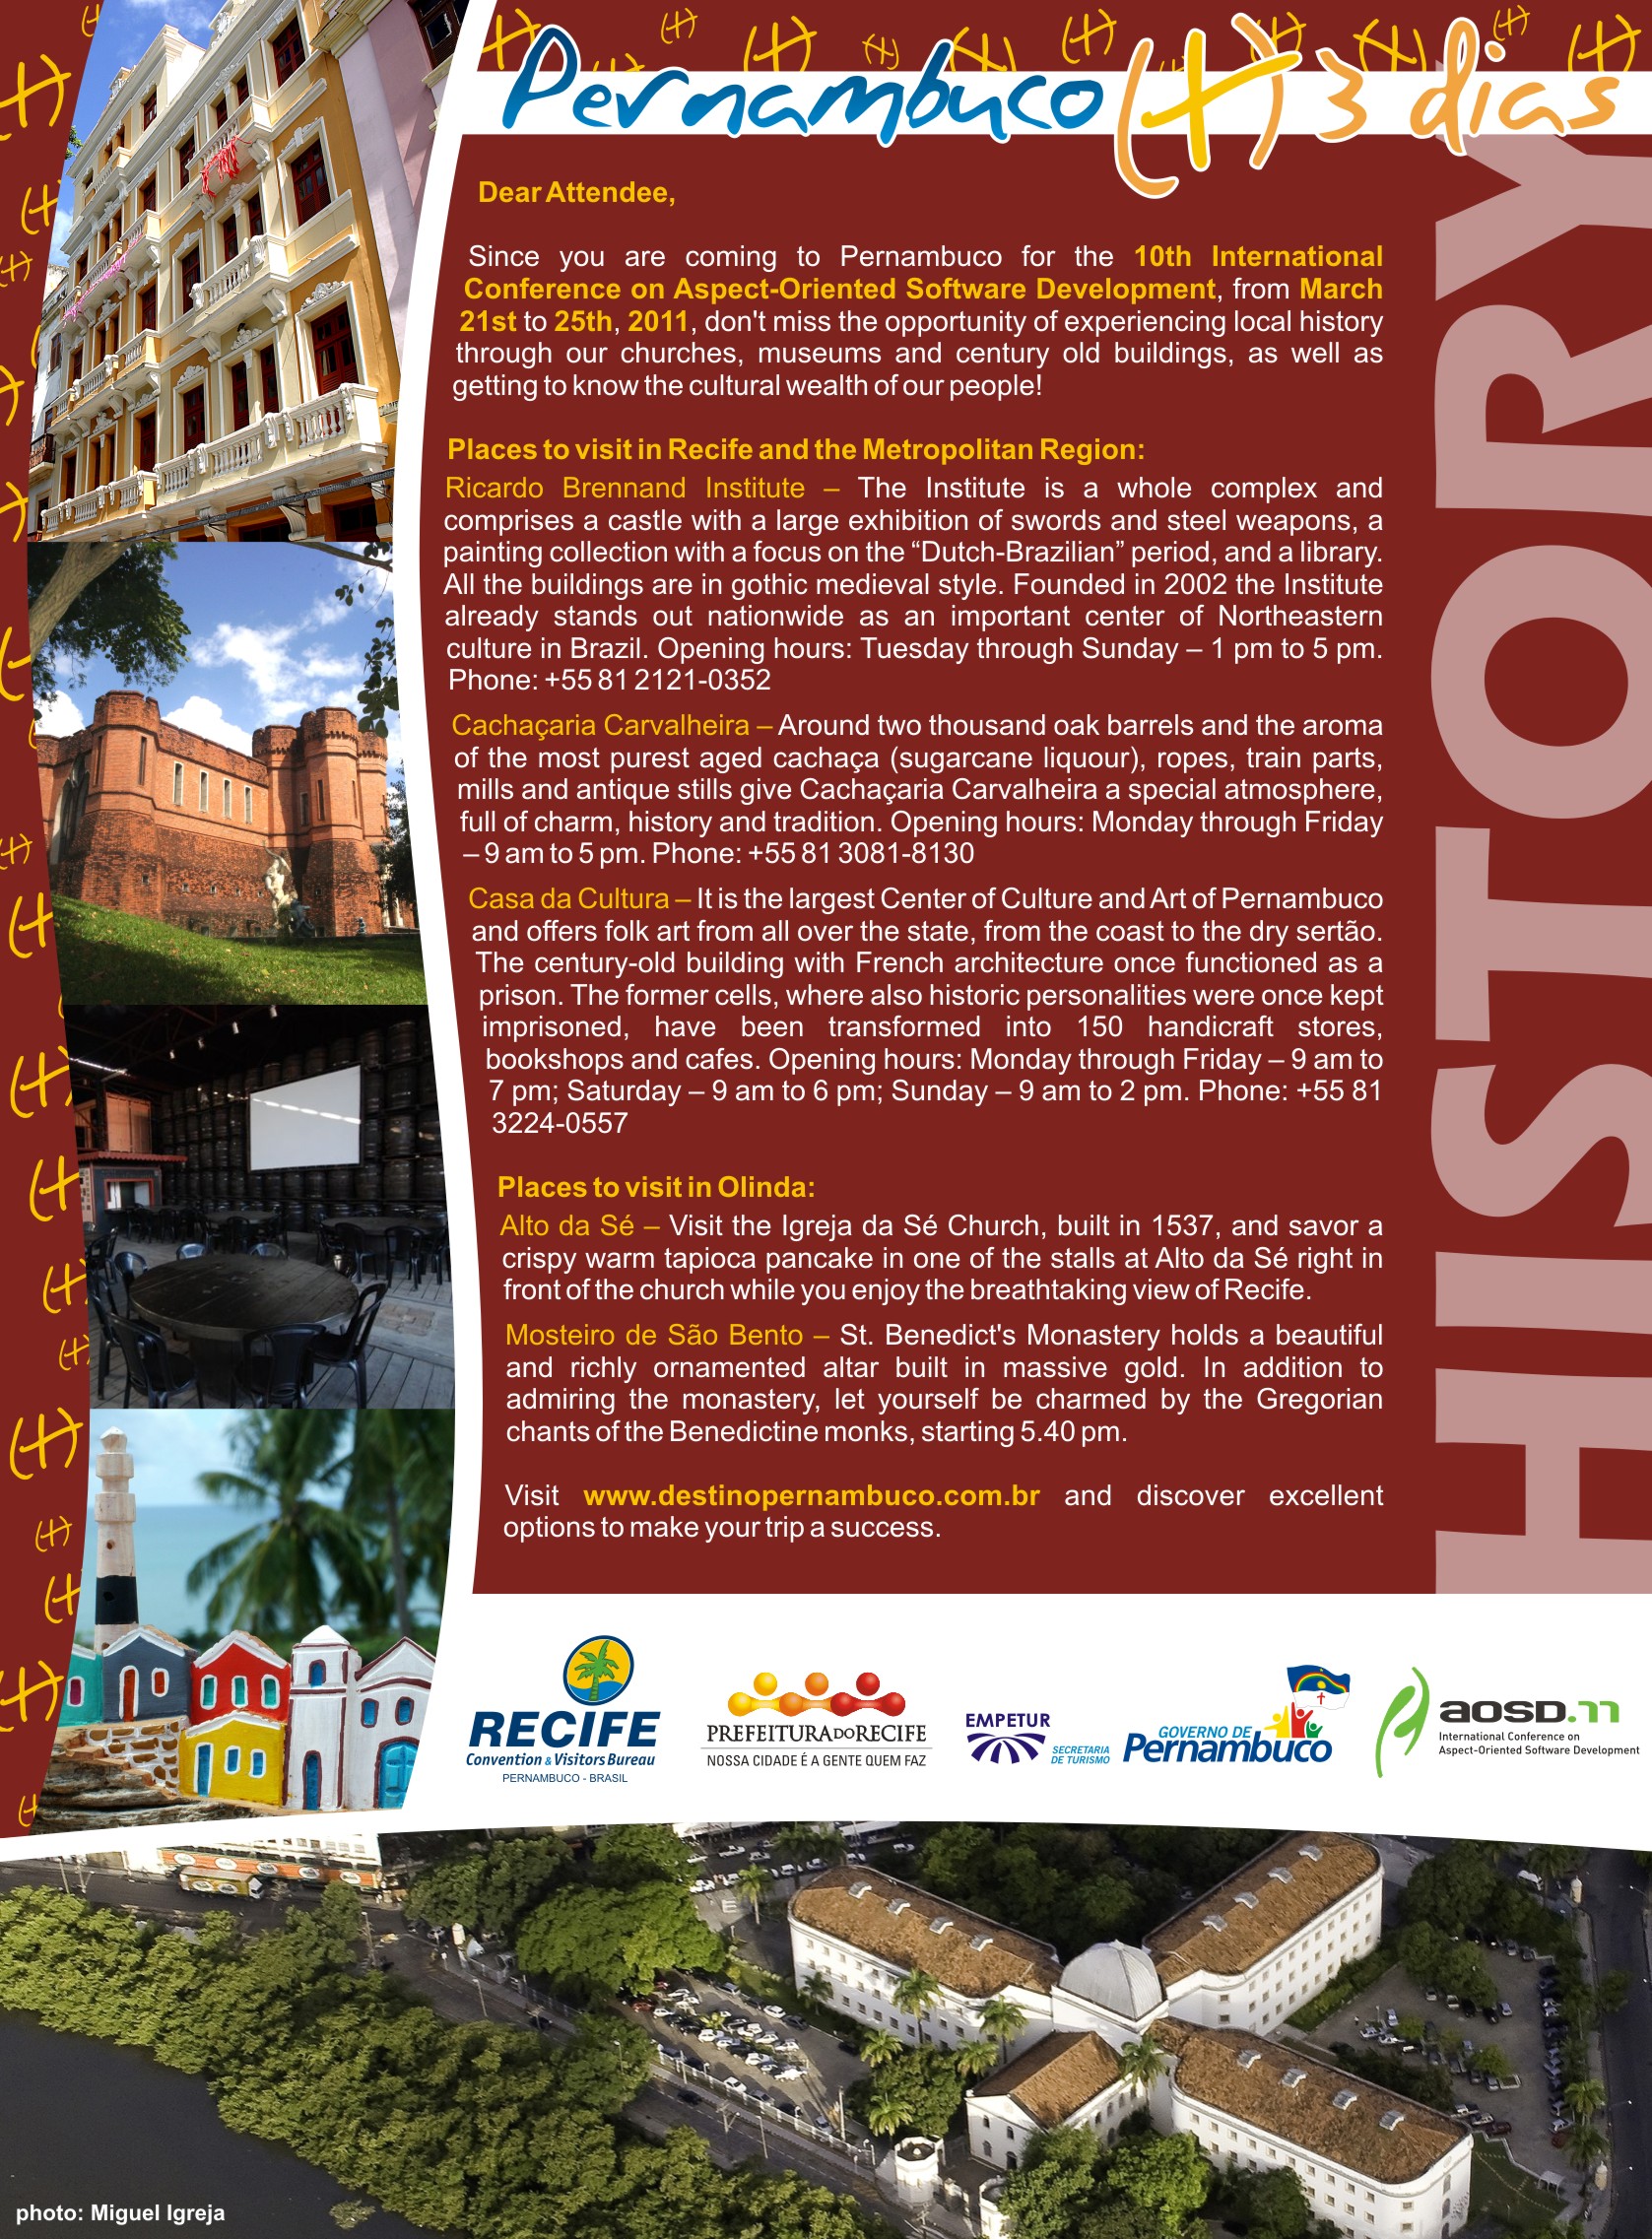 Pernambuco (+) 3 dias
HISTORY
Dear Attendee,
Since you are coming to Pernambuco for the 10th International
Conference on Aspect-Oriented Software Development, from March
21st to 25th, 2011, don't miss the opportunity of experiencing local history
through our churches, museums and century old buildings, as well as
getting to know the cultural wealth of our people!
Places to visit in Recife and the Metropolitan Region:
Ricardo Brennand Institute – The Institute is a whole complex and
comprises a castle with a large exhibition of swords and steel weapons, a
painting collection with a focus on the “Dutch-Brazilian” period, and a library.
All the buildings are in gothic medieval style. Founded in 2002 the Institute
already stands out nationwide as an important center of Northeastern
culture in Brazil. Opening hours: Tuesday through Sunday – 1 pm to 5 pm.
Phone: +55 81 2121-0352
Cachaçaria Carvalheira – Around two thousand oak barrels and the aroma
of the most purest aged cachaça (sugarcane liquour), ropes, train parts,
mills and antique stills give Cachaçaria Carvalheira a special atmosphere,
full of charm, history and tradition. Opening hours: Monday through Friday
– 9 am to 5 pm. Phone: +55 81 3081-8130
Casa da Cultura – It is the largest Center of Culture and Art of Pernambuco
and offers folk art from all over the state, from the coast to the dry sertão.
The century-old building with French architecture once functioned as a
prison. The former cells, where also historic personalities were once kept
imprisoned, have been transformed into 150 handicraft stores,
bookshops and cafes. Opening hours: Monday through Friday – 9 am to
7 pm; Saturday – 9 am to 6 pm; Sunday – 9 am to 2 pm. Phone: +55 81
3224-0557
Places to visit in Olinda:
Alto da Sé – Visit the Igreja da Sé Church, built in 1537, and savor a
crispy warm tapioca pancake in one of the stalls at Alto da Sé right in
front of the church while you enjoy the breathtaking view of Recife.
Mosteiro de São Bento – St. Benedict's Monastery holds a beautiful
and richly ornamented altar built in massive gold. In addition to
admiring the monastery, let yourself be charmed by the Gregorian
chants of the Benedictine monks, starting 5.40 pm.
Visit www.destinopernambuco.com.br and discover excellent
options to make your trip a success.
RECIFE
Convention & Visitors Bureau
PERNAMBUCO - BRASIL
PREFEITURA DO RECIFE
NOSSA CIDADE É A GENTE QUEM FAZ
EMPETUR
SECRETARIA
DE TURISMO
GOVERNO DE
Pernambuco
AOSD.11
International Conference on
Aspect-Oriented Software Development
photo: Miguel Igreja